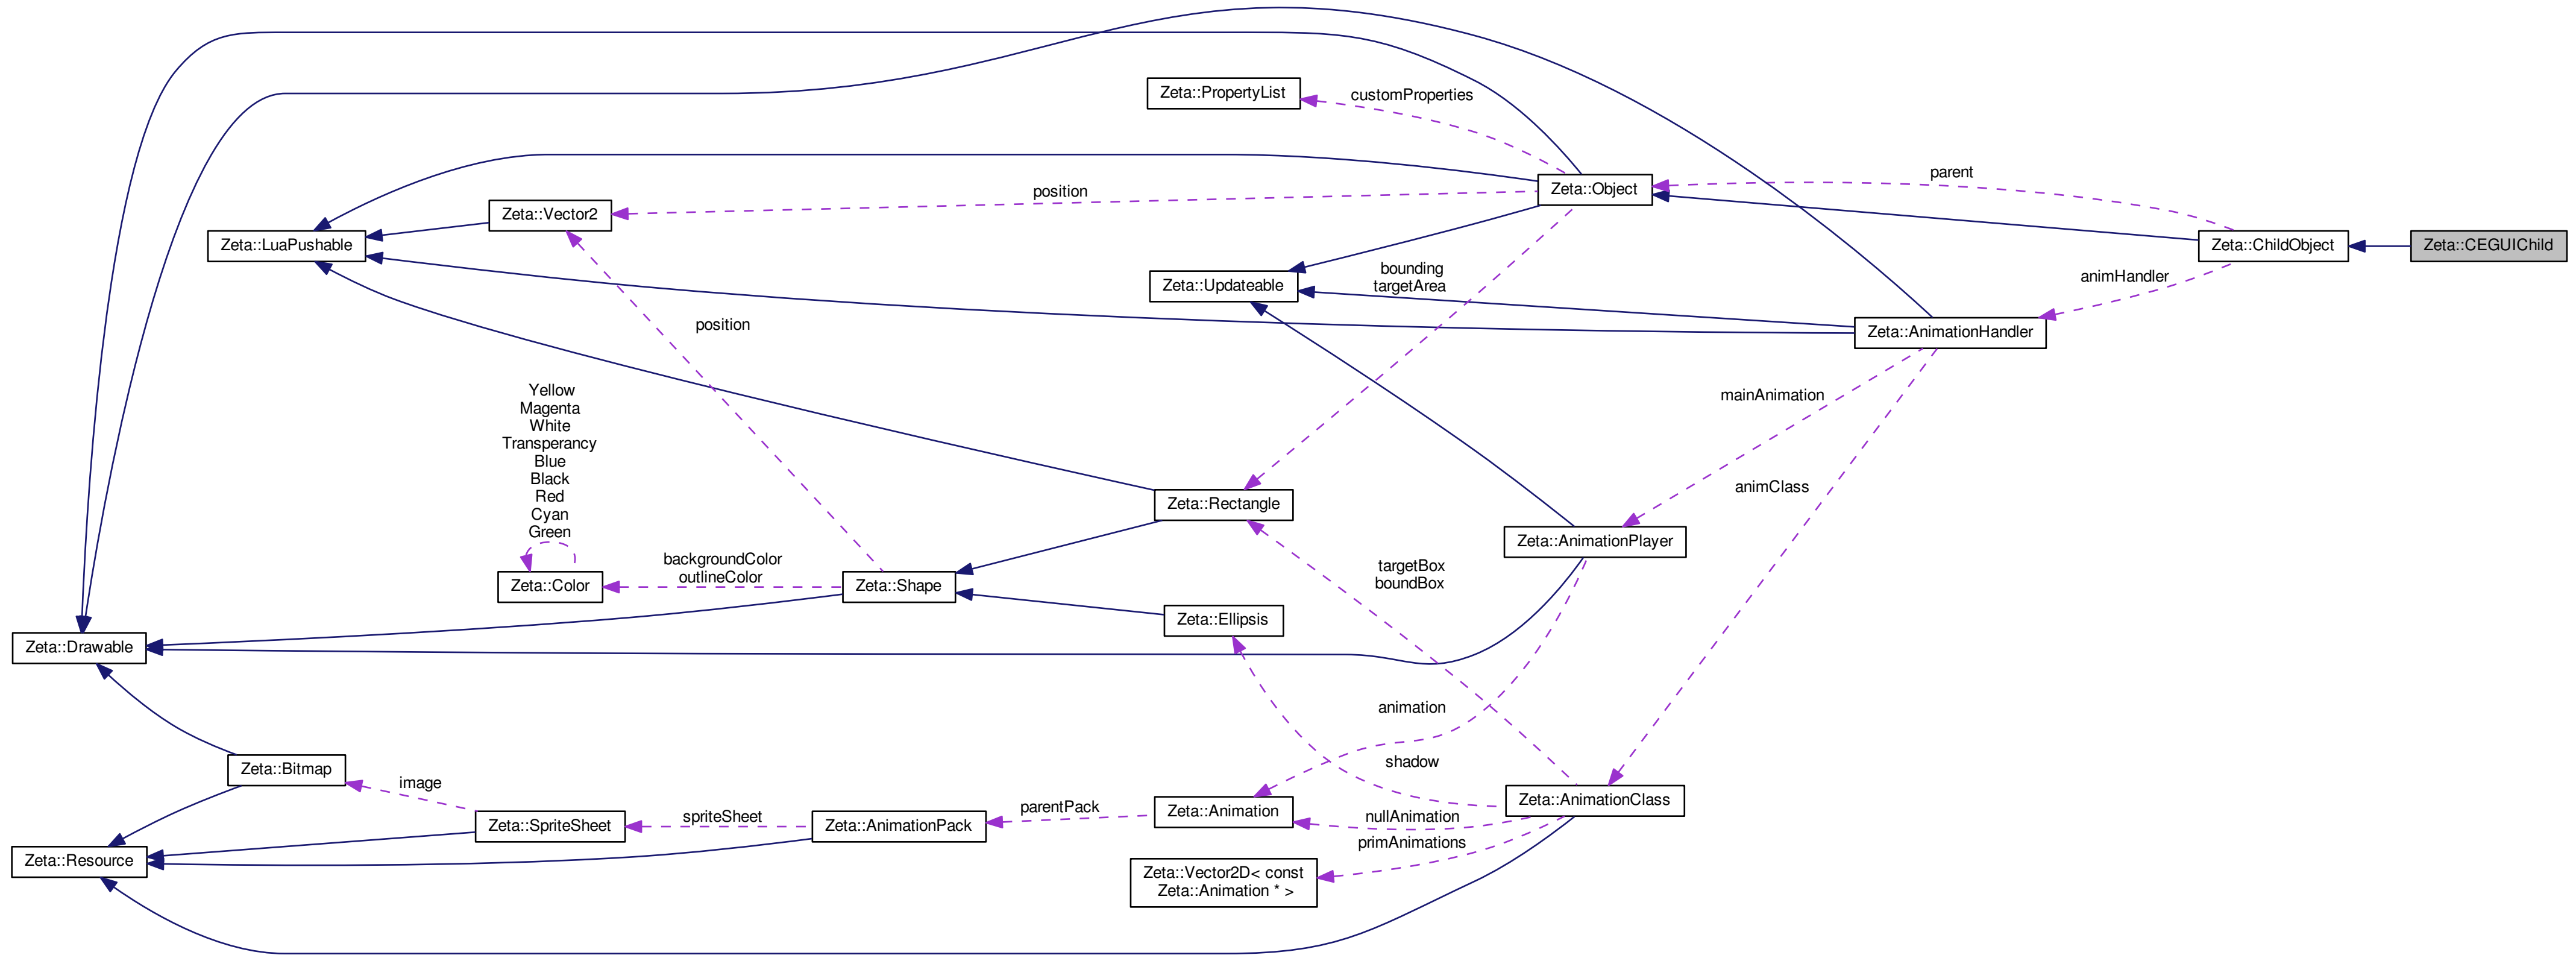 Zeta::PropertyList
customProperties
Zeta::Object
parent
position
Zeta::Vector2
Zeta::LuaPushable
Zeta::ChildObject
Zeta::CEGUIChild
bounding
targetArea
Zeta::Updateable
animHandler
position
Zeta::AnimationHandler
Yellow
Magenta
White
Transperancy
Blue
Black
Red
Cyan
Green
mainAnimation
animClass
Zeta::Rectangle
Zeta::AnimationPlayer
backgroundColor
outlineColor
targetBox
boundBox
Zeta::Color
Zeta::Shape
Zeta::Ellipsis
Zeta::Drawable
animation
shadow
Zeta::Bitmap
image
Zeta::AnimationClass
Zeta::SpriteSheet
spriteSheet
Zeta::AnimationPack
parentPack
Zeta::Animation
nullAnimation
primAnimations
Zeta::Resource
Zeta::Vector2D< const
Zeta::Animation * >